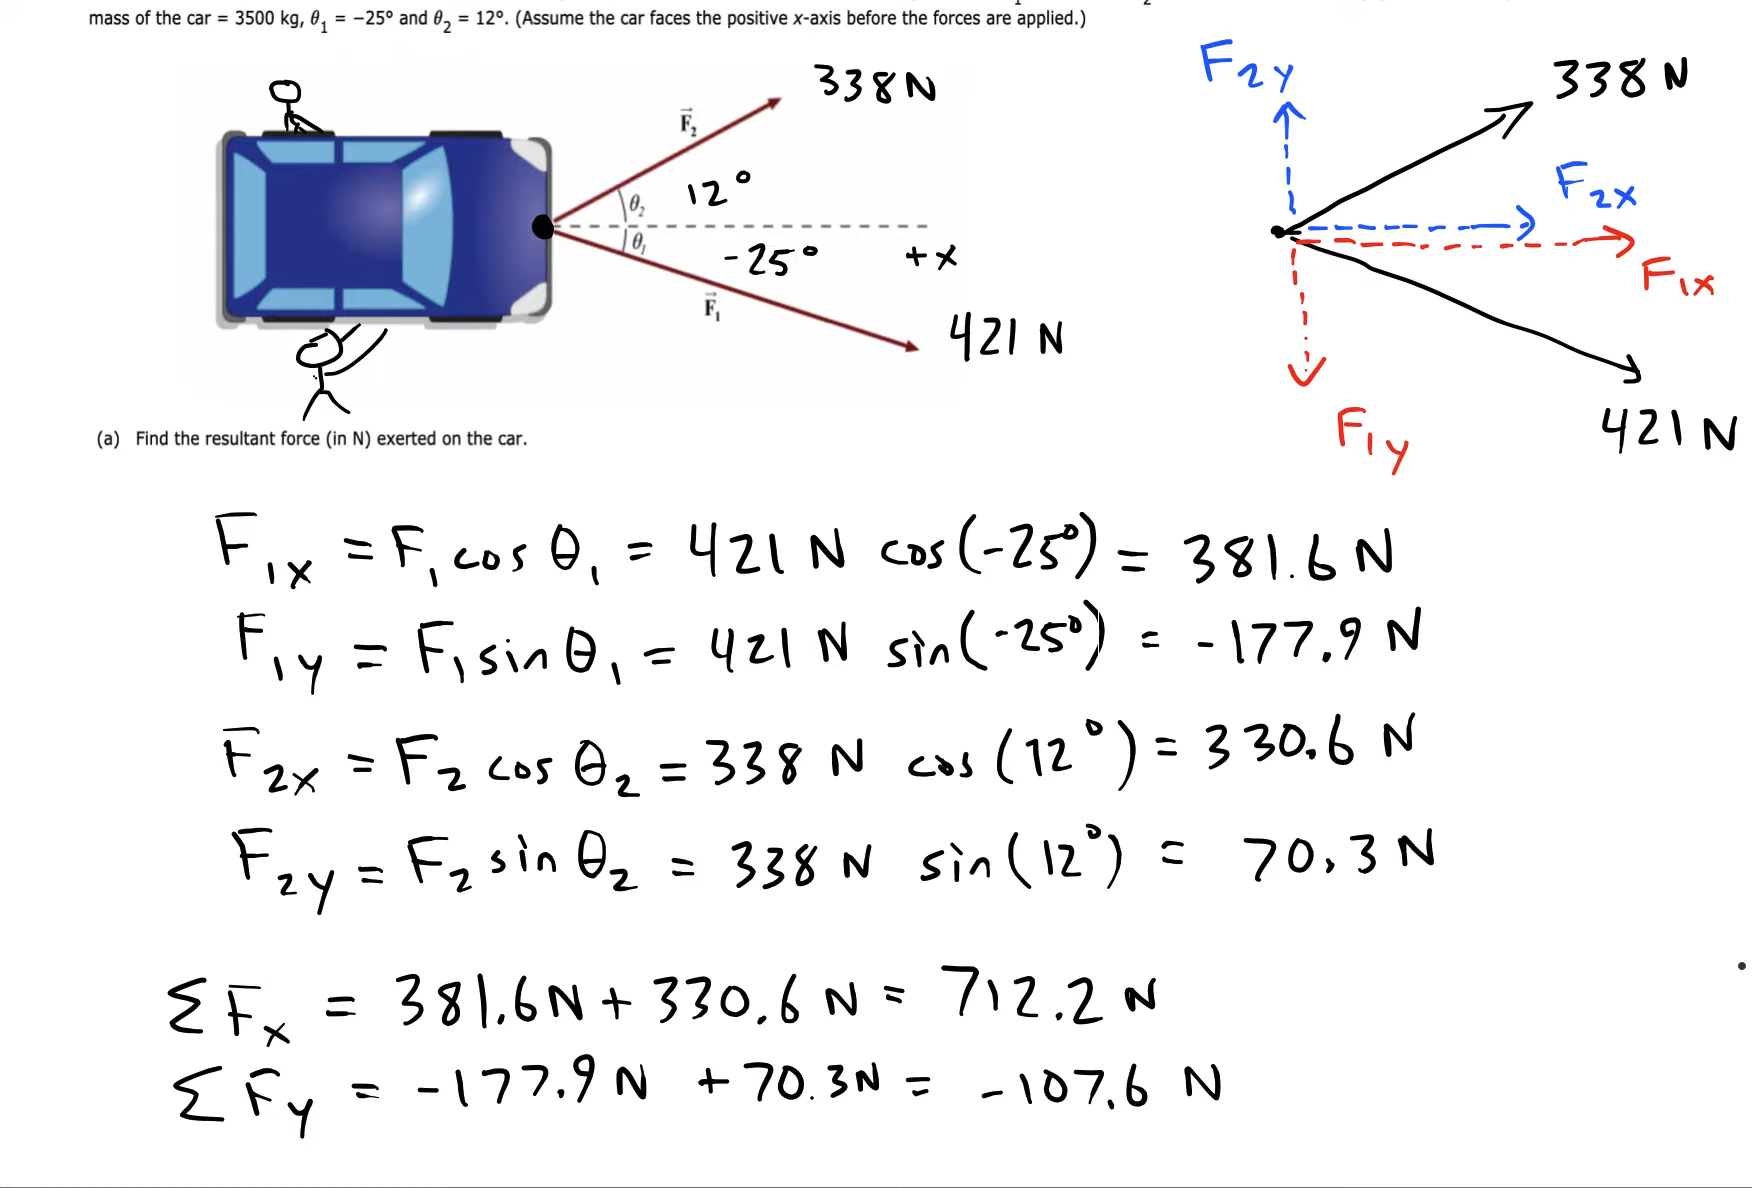 mass of the car = 3500 kg, θ₁ = −25° and θ₂ = 12°. (Assume the car faces the positive x-axis before the forces are applied.)
338 N
F⃗₂
12°
θ₂
θ₁
-25°
+x
F⃗₁
421 N
F2y
338 N
F2x
F1x
F1y
421 N
(a) Find the resultant force (in N) exerted on the car.
F1x = F₁ cos θ₁ = 421 N cos(-25°) = 381.6 N
F1y = F₁ sin θ₁ = 421 N sin(-25°) = -177.9 N
F2x = F₂ cos θ₂ = 338 N cos(12°) = 330.6 N
F2y = F₂ sin θ₂ = 338 N sin(12°) = 70.3 N
ΣFx = 381.6 N + 330.6 N = 712.2 N
ΣFy = -177.9 N + 70.3 N = -107.6 N